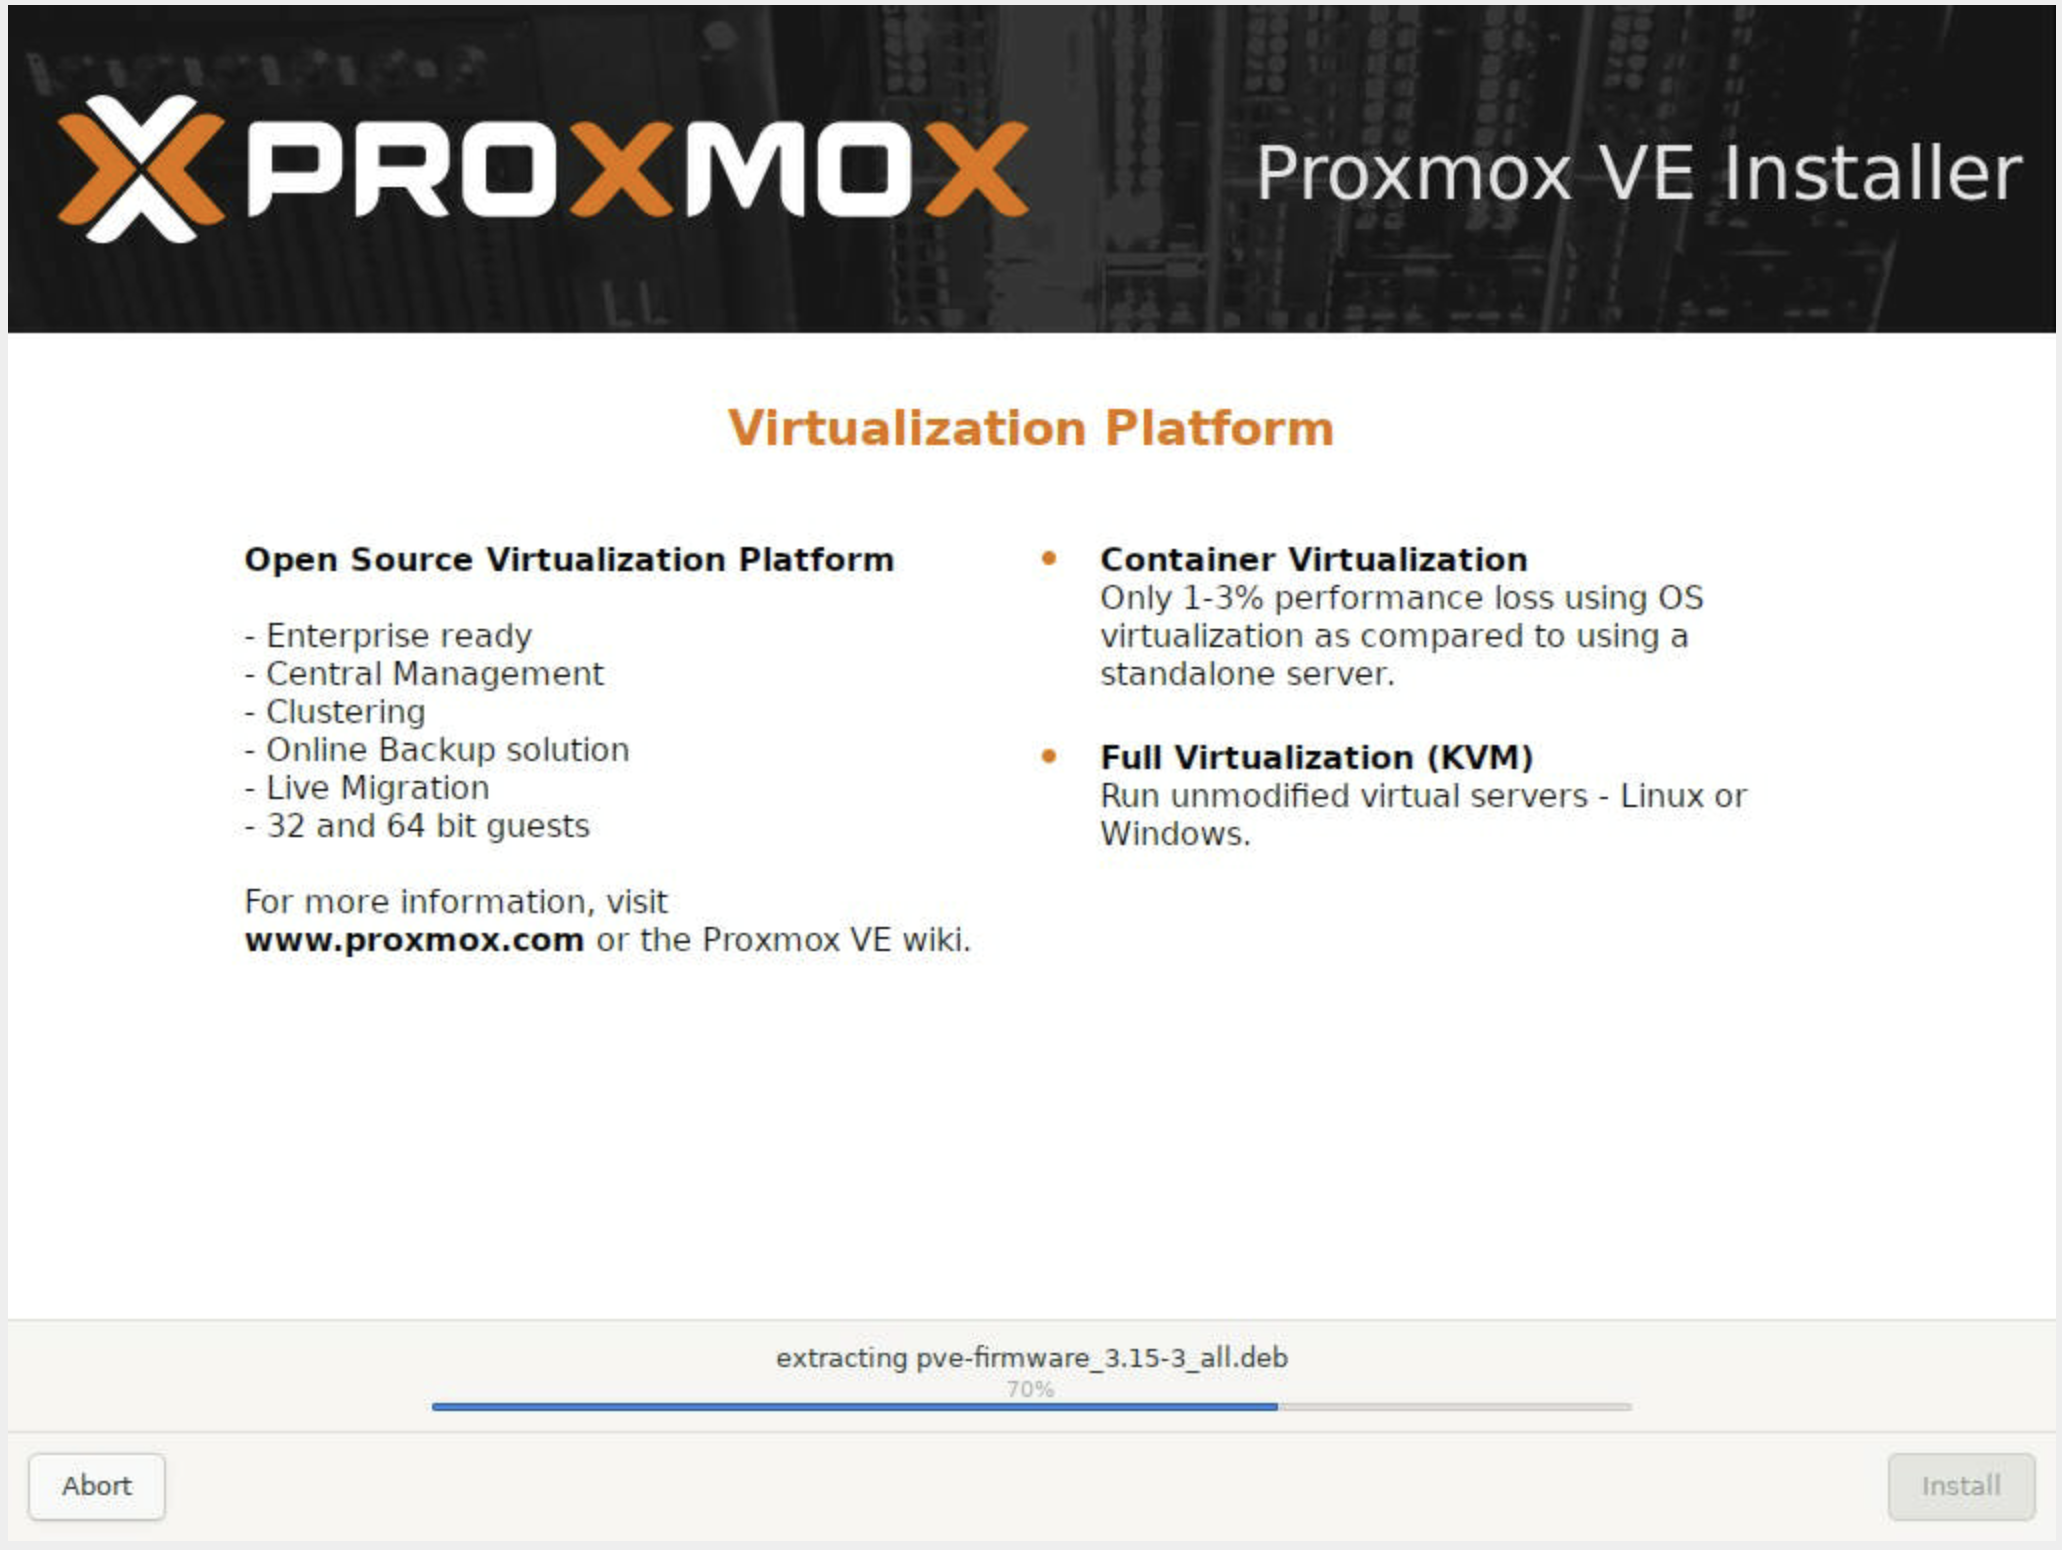 PROXMOX
Proxmox VE Installer
Virtualization Platform
Open Source Virtualization Platform
- Enterprise ready
- Central Management
- Clustering
- Online Backup solution
- Live Migration
- 32 and 64 bit guests
For more information, visit
www.proxmox.com or the Proxmox VE wiki.
• Container Virtualization
Only 1-3% performance loss using OS
virtualization as compared to using a
standalone server.
• Full Virtualization (KVM)
Run unmodified virtual servers - Linux or
Windows.
extracting pve-firmware_3.15-3_all.deb
70%
Abort
Install